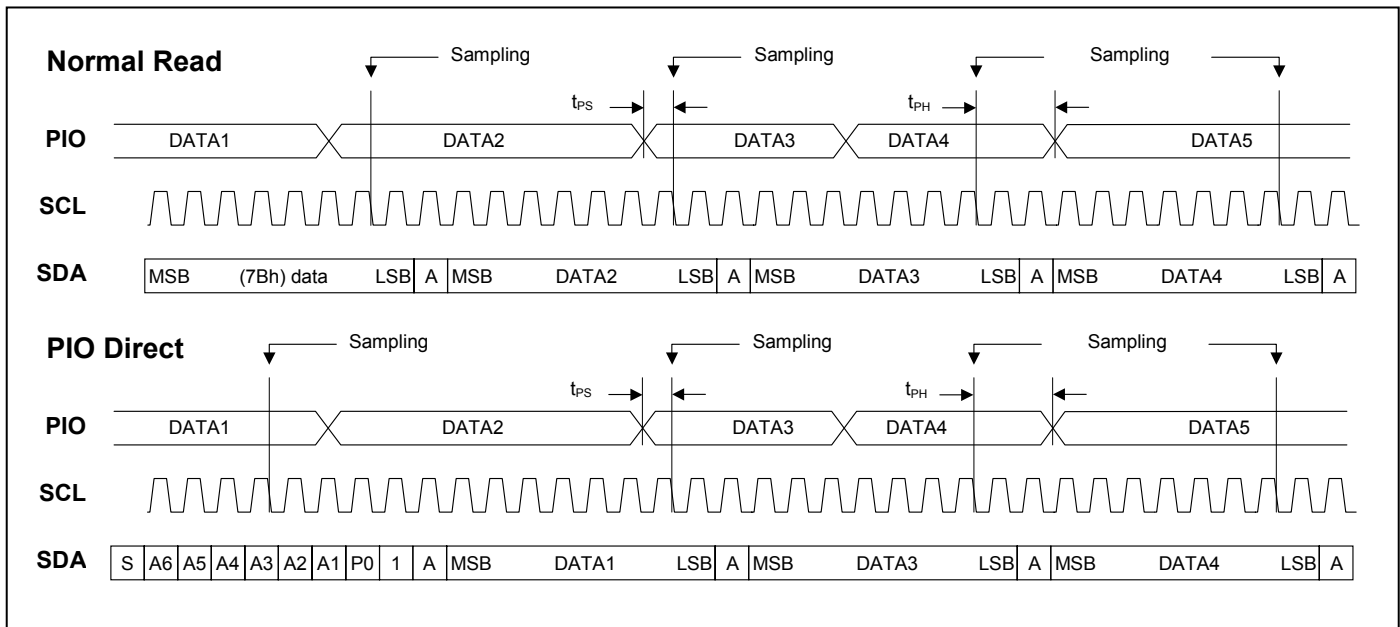 Normal Read
Sampling Sampling Sampling
tPS tPH
PIO DATA1 DATA2 DATA3 DATA4 DATA5
SCL
SDA MSB (7Bh) data LSB A MSB DATA2 LSB A MSB DATA3 LSB A MSB DATA4 LSB A
PIO Direct
Sampling Sampling Sampling
tPS tPH
PIO DATA1 DATA2 DATA3 DATA4 DATA5
SCL
SDA S A6 A5 A4 A3 A2 A1 P0 1 A MSB DATA1 LSB A MSB DATA3 LSB A MSB DATA4 LSB A